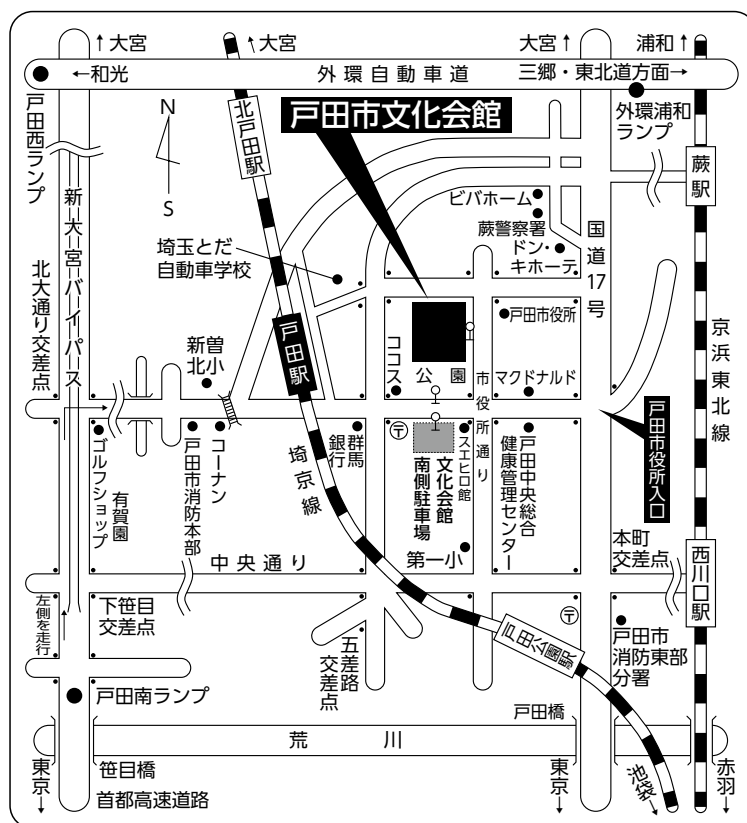 ↑大宮
↑大宮
大宮↑
浦和↑
←和光
外環自動車道
三郷・東北道方面→
戸田西ランプ
N
S
北戸田駅
戸田市文化会館
外環浦和
ランプ
蕨駅
新大宮バイパス
ビバホーム
蕨警察署
ドン・
キホーテ
国道17号
埼玉とだ
自動車学校
北大通り交差点
戸田市役所
京浜東北線
戸田駅
新曽
北小
ココス
公園
市役所通り
マクドナルド
戸田市役所入口
〒
ゴルフショップ
有賀園
戸田市消防本部
コーナン
埼京線
群馬
銀行
文化会館
南側駐車場
スエヒロ館
戸田中央総合
健康管理センター
中央通り
第一小
本町
交差点
西川口駅
左側を走行
下笹目
交差点
五差路
交差点
〒
戸田公園駅
戸田市
消防東部
分署
戸田南ランプ
戸田橋
荒川
東京↓
笹目橋
首都高速道路
東京↓
池袋↓
赤羽↓